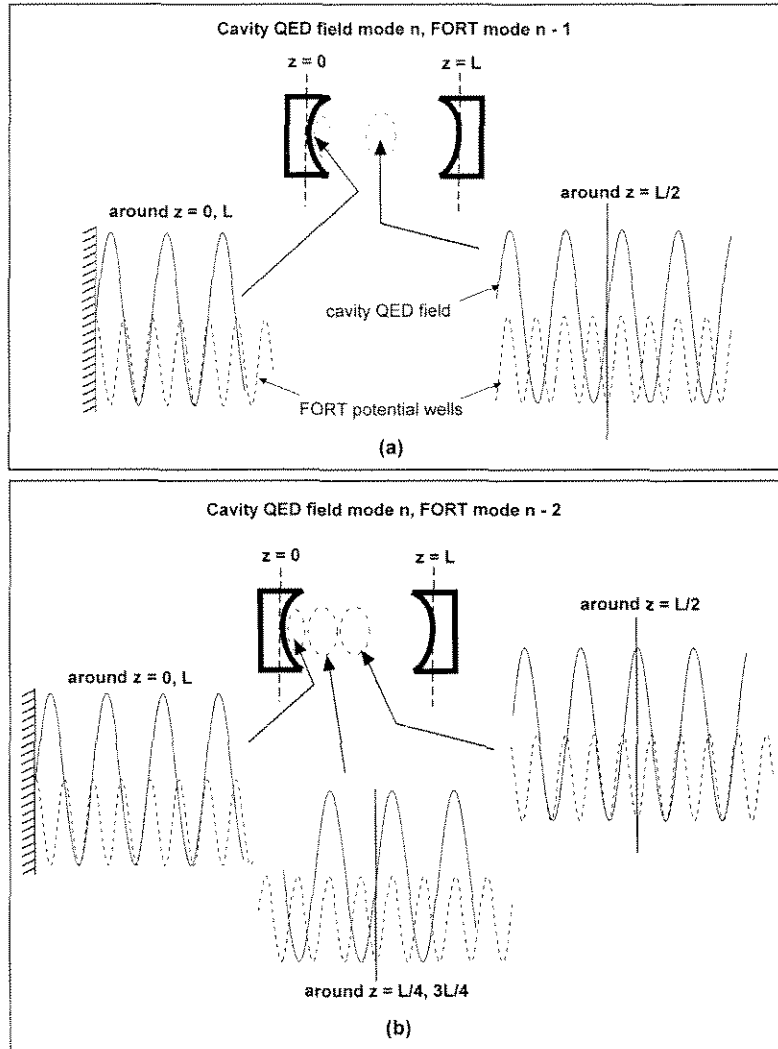 Cavity QED field mode n, FORT mode n - 1
z = 0
z = L
around z = 0, L
around z = L/2
cavity QED field
FORT potential wells
(a)
Cavity QED field mode n, FORT mode n - 2
z = 0
z = L
around z = L/2
around z = 0, L
around z = L/4, 3L/4
(b)